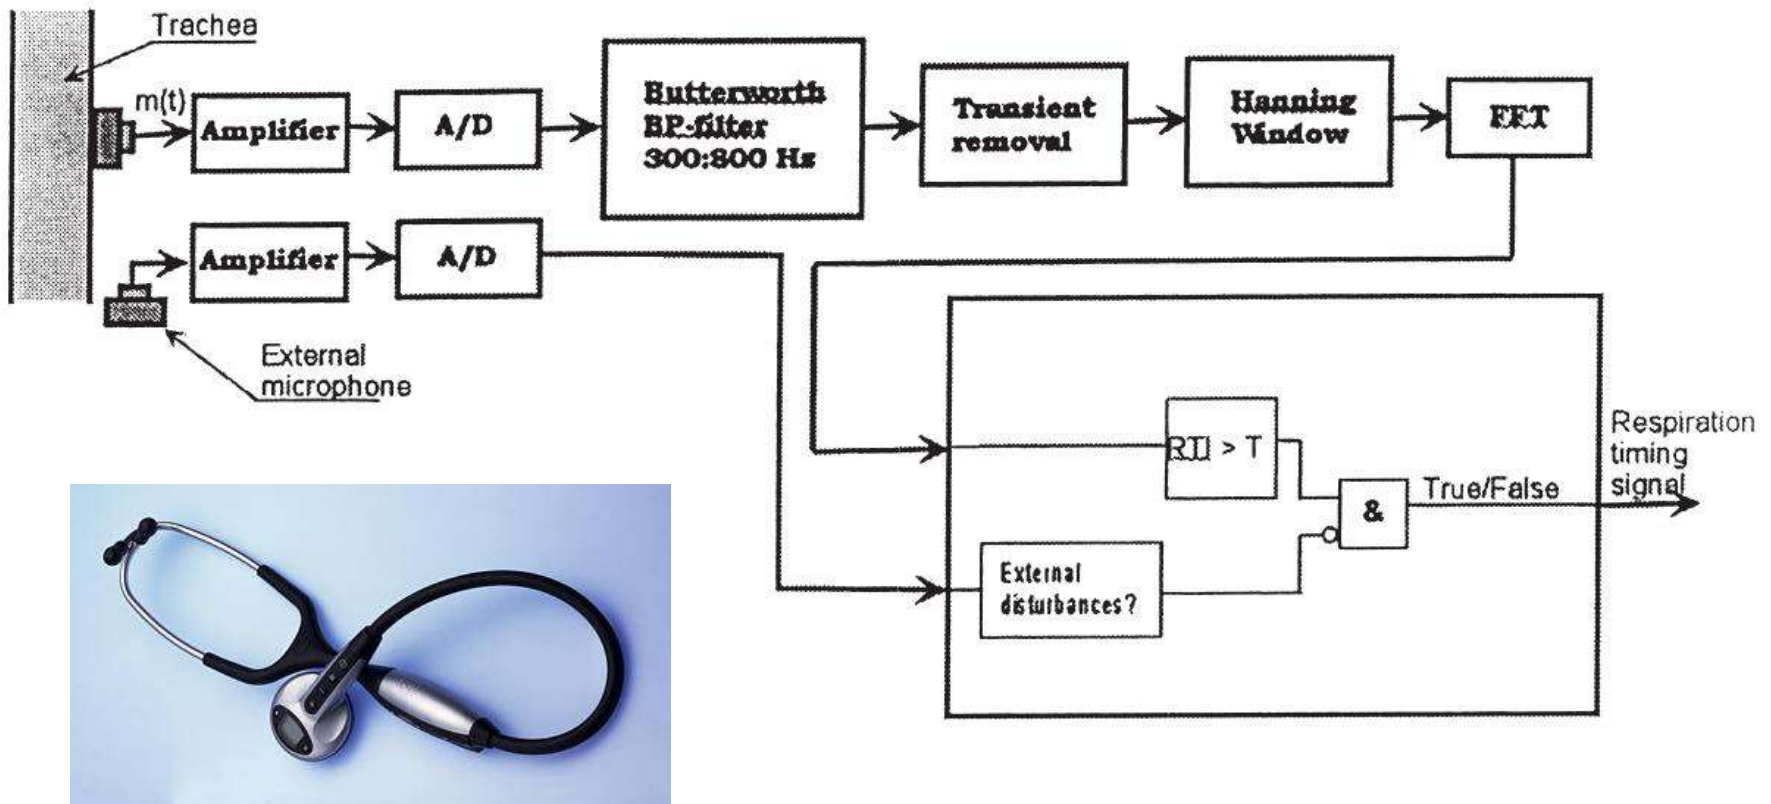 Trachea
m(t)
Amplifier
A/D
Butterworth
BP-filter
300:800 Hz
Transient
removal
Hanning
Window
FFT
Amplifier
A/D
External
microphone
RTI > T
&
True/False
Respiration
timing
signal
External
disturbances?